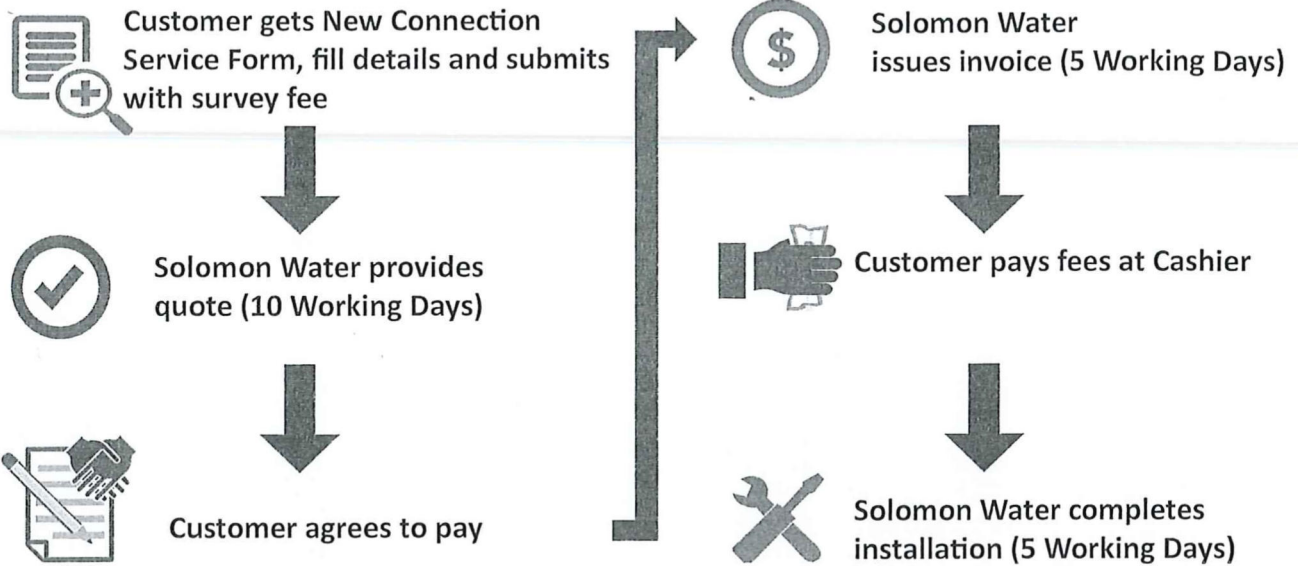 Customer gets New Connection
Service Form, fill details and submits
with survey fee
Solomon Water provides
quote (10 Working Days)
Customer agrees to pay
$
Solomon Water
issues invoice (5 Working Days)
Customer pays fees at Cashier
Solomon Water completes
installation (5 Working Days)